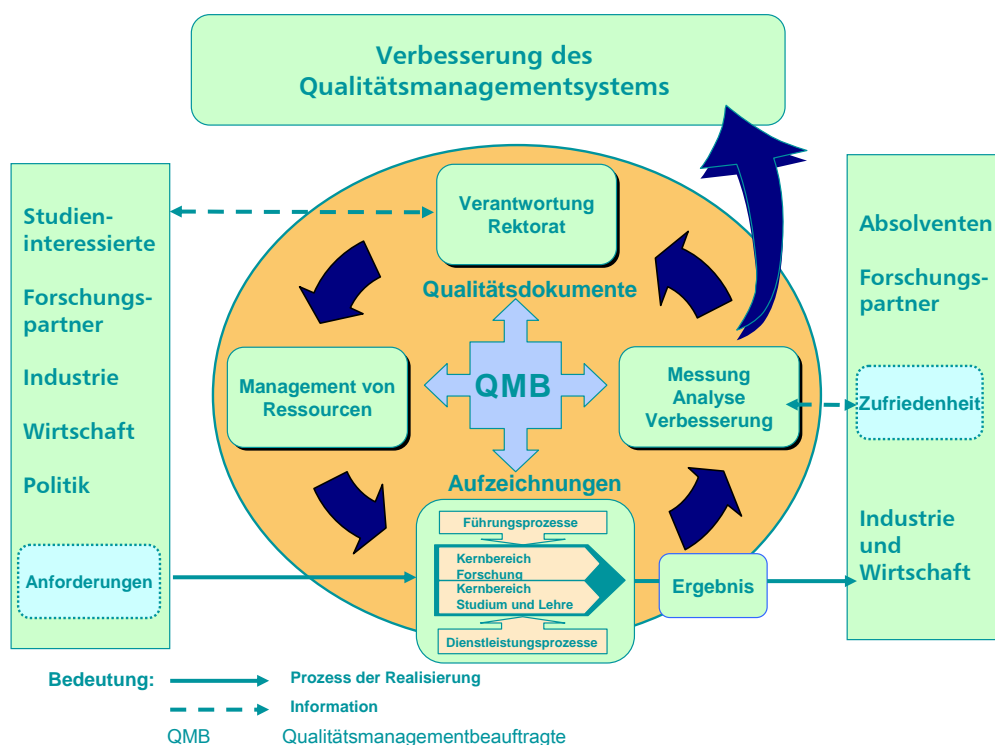 Verbesserung des
Qualitätsmanagementsystems
Studien-
interessierte
Forschungs-
partner
Industrie
Wirtschaft
Politik
Anforderungen
Verantwortung
Rektorat
Qualitätsdokumente
Management von
Ressourcen
QMB
Messung
Analyse
Verbesserung
Aufzeichnungen
Führungsprozesse
Kernbereich
Forschung
Kernbereich
Studium und Lehre
Dienstleistungsprozesse
Ergebnis
Absolventen
Forschungs-
partner
Zufriedenheit
Industrie
und
Wirtschaft
Bedeutung:
Prozess der Realisierung
Information
QMB Qualitätsmanagementbeauftragte